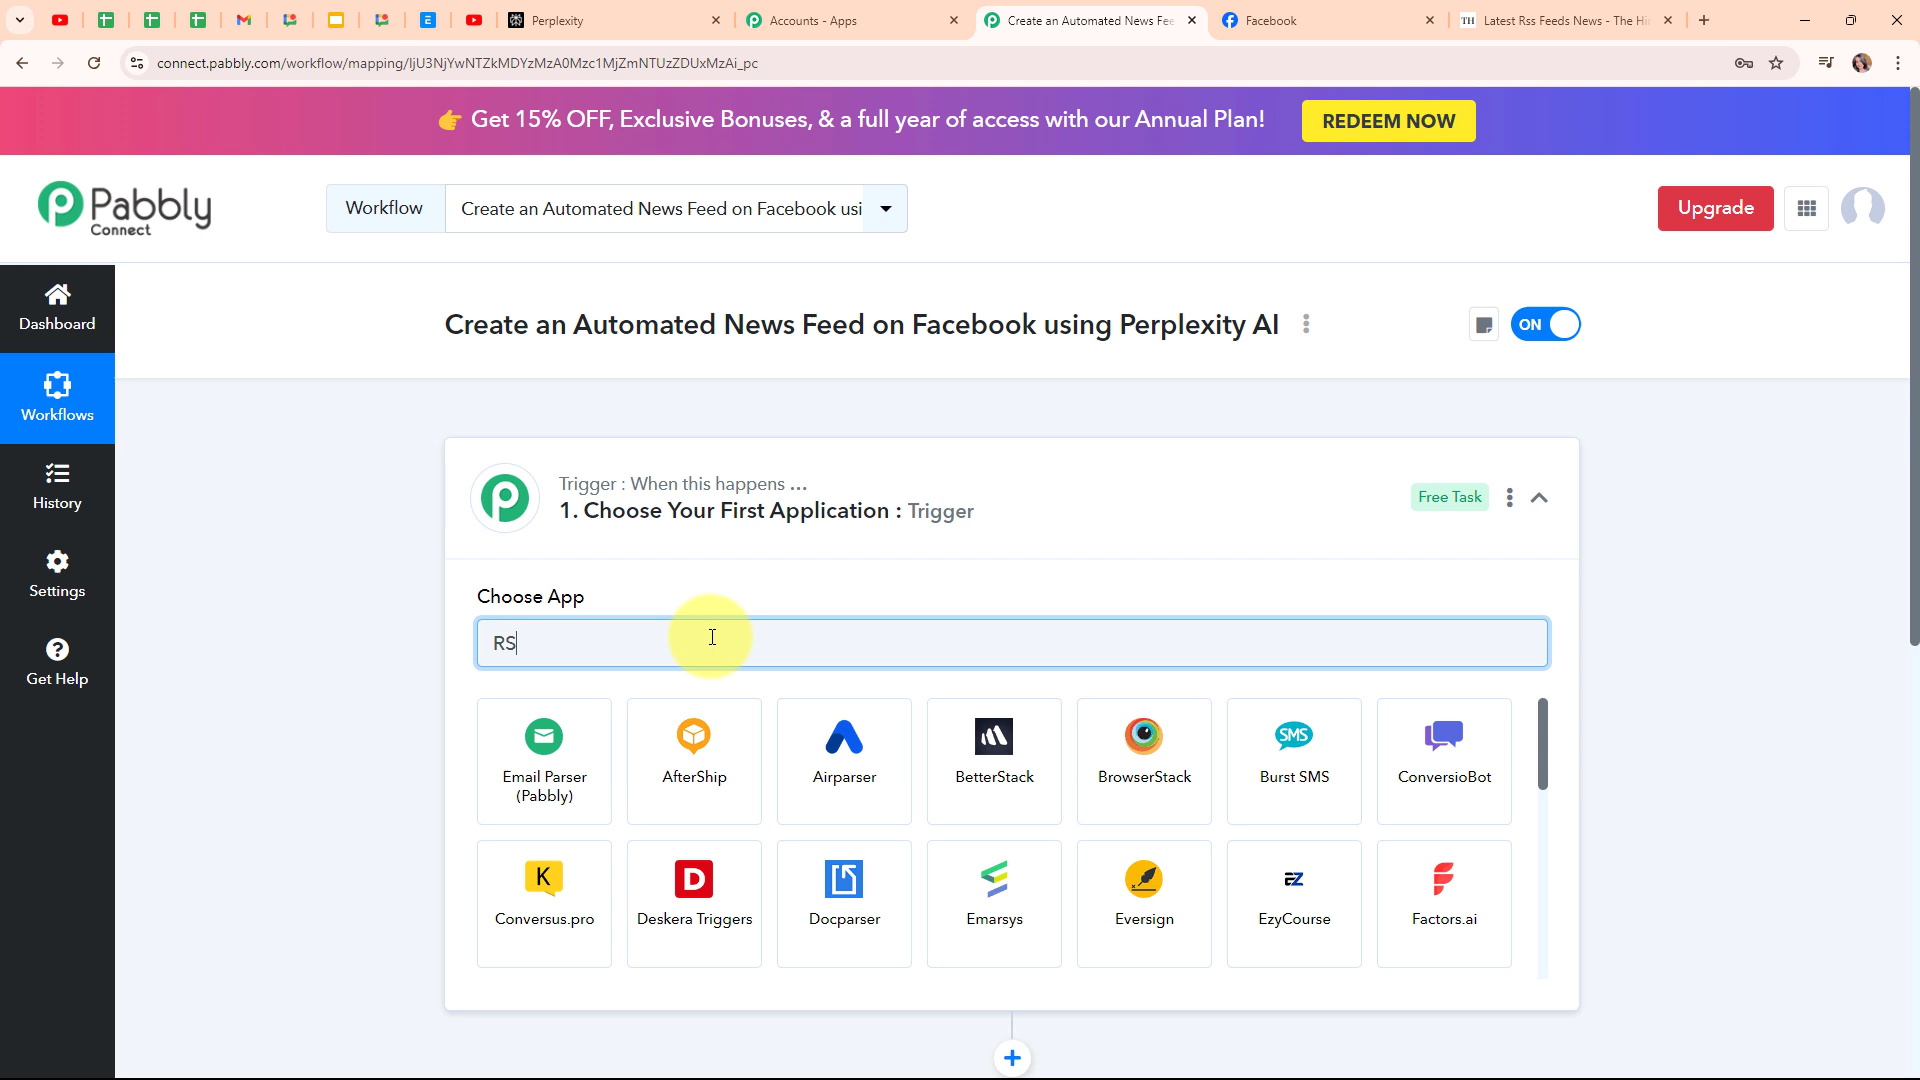 Perplexity
Accounts - Apps
Create an Automated News Fee
Facebook
TH
Latest Rss Feeds News - The Hi
connect.pabbly.com/workflow/mapping/IjU3NjYwNTZkMDYzMzA0Mzc1MjZmNTUzZDUxMzAi_pc
👉 Get 15% OFF, Exclusive Bonuses, & a full year of access with our Annual Plan!
REDEEM NOW
Pabbly
Connect
Workflow
Create an Automated News Feed on Facebook usi
Upgrade
Dashboard
Workflows
History
Settings
Get Help
Create an Automated News Feed on Facebook using Perplexity AI
ON
Trigger : When this happens ...
1. Choose Your First Application : Trigger
Free Task
Choose App
RS
Email Parser
(Pabbly)
AfterShip
Airparser
BetterStack
BrowserStack
SMS
Burst SMS
ConversioBot
K
Conversus.pro
D
Deskera Triggers
Docparser
Emarsys
Eversign
EZ
EzyCourse
Factors.ai